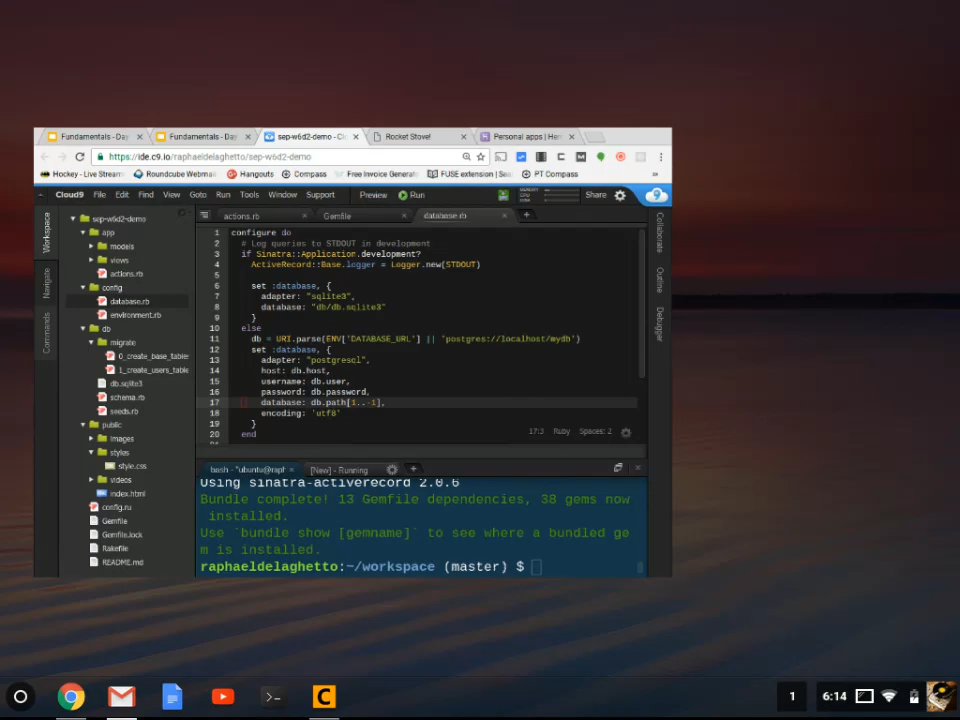 Fundamentals - Da
Fundamentals - Day
sep-w6d2-demo - C
Rocket Stove!
Personal apps | Her
https://ide.c9.io/raphaeldelaghetto/sep-w6d2-demo
Hockey - Live Stream
Roundcube Webma
Hangouts
Compass
Free Invoice Generato
FUSE extension | Sea
PT Compass
»
Cloud9 File Edit Find View Goto Run Tools Window Support Preview Run
MEMORY
CPU
DISK
Share
Workspace
Navigate
Commands
sep-w6d2-demo
app
models
views
actions.rb
config
database.rb
environment.rb
db
migrate
0_create_base_table
1_create_users_table
db.sqlite3
schema.rb
seeds.rb
public
images
styles
style.css
videos
index.html
config.ru
Gemfile
Gemfile.lock
Rakefile
README.md
actions.rb
Gemfile
database.rb
1 configure do
2 # Log queries to STDOUT in development
3 if Sinatra::Application.development?
4 ActiveRecord::Base.logger = Logger.new(STDOUT)
5
6 set :database, {
7 adapter: "sqlite3",
8 database: "db/db.sqlite3"
9 }
10 else
11 db = URI.parse(ENV['DATABASE_URL'] || 'postgres://localhost/mydb')
12 set :database, {
13 adapter: "postgresql",
14 host: db.host,
15 username: db.user,
16 password: db.password,
17 database: db.path[1..-1],
18 encoding: 'utf8'
19 }
20 end
17:3 Ruby Spaces: 2
Collaborate
Outline
Debugger
bash - "ubuntu@raph
[New] - Running
Using sinatra-activerecord 2.0.6
Bundle complete! 13 Gemfile dependencies, 38 gems now
installed.
Use `bundle show [gemname]` to see where a bundled ge
m is installed.
raphaeldelaghetto:~/workspace (master) $
>_
C
1
6:14